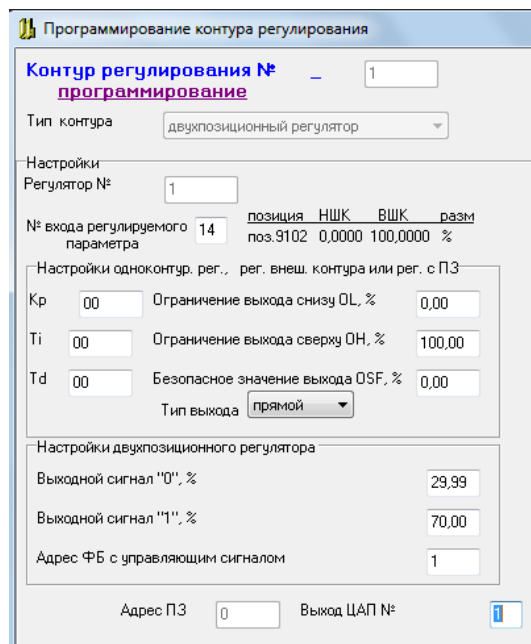 Программирование контура регулирования
Контур регулирования № _ 1
программирование
Тип контура двухпозиционный регулятор
Настройки
Регулятор № 1
№ входа регулируемого параметра 14
позиция НШК ВШК разм
поз.9102 0,0000 100,0000 %
Настройки одноконтур. рег., рег. внеш. контура или рег. с ПЗ
Kp 00 Ограничение выхода снизу OL, % 0,00
Ti 00 Ограничение выхода сверху OH, % 100,00
Td 00 Безопасное значение выхода OSF, % 0,00
Тип выхода прямой
Настройки двухпозиционного регулятора
Выходной сигнал "0", % 29,99
Выходной сигнал "1", % 70,00
Адрес ФБ с управляющим сигналом 1
Адрес ПЗ 0 Выход ЦАП № 1